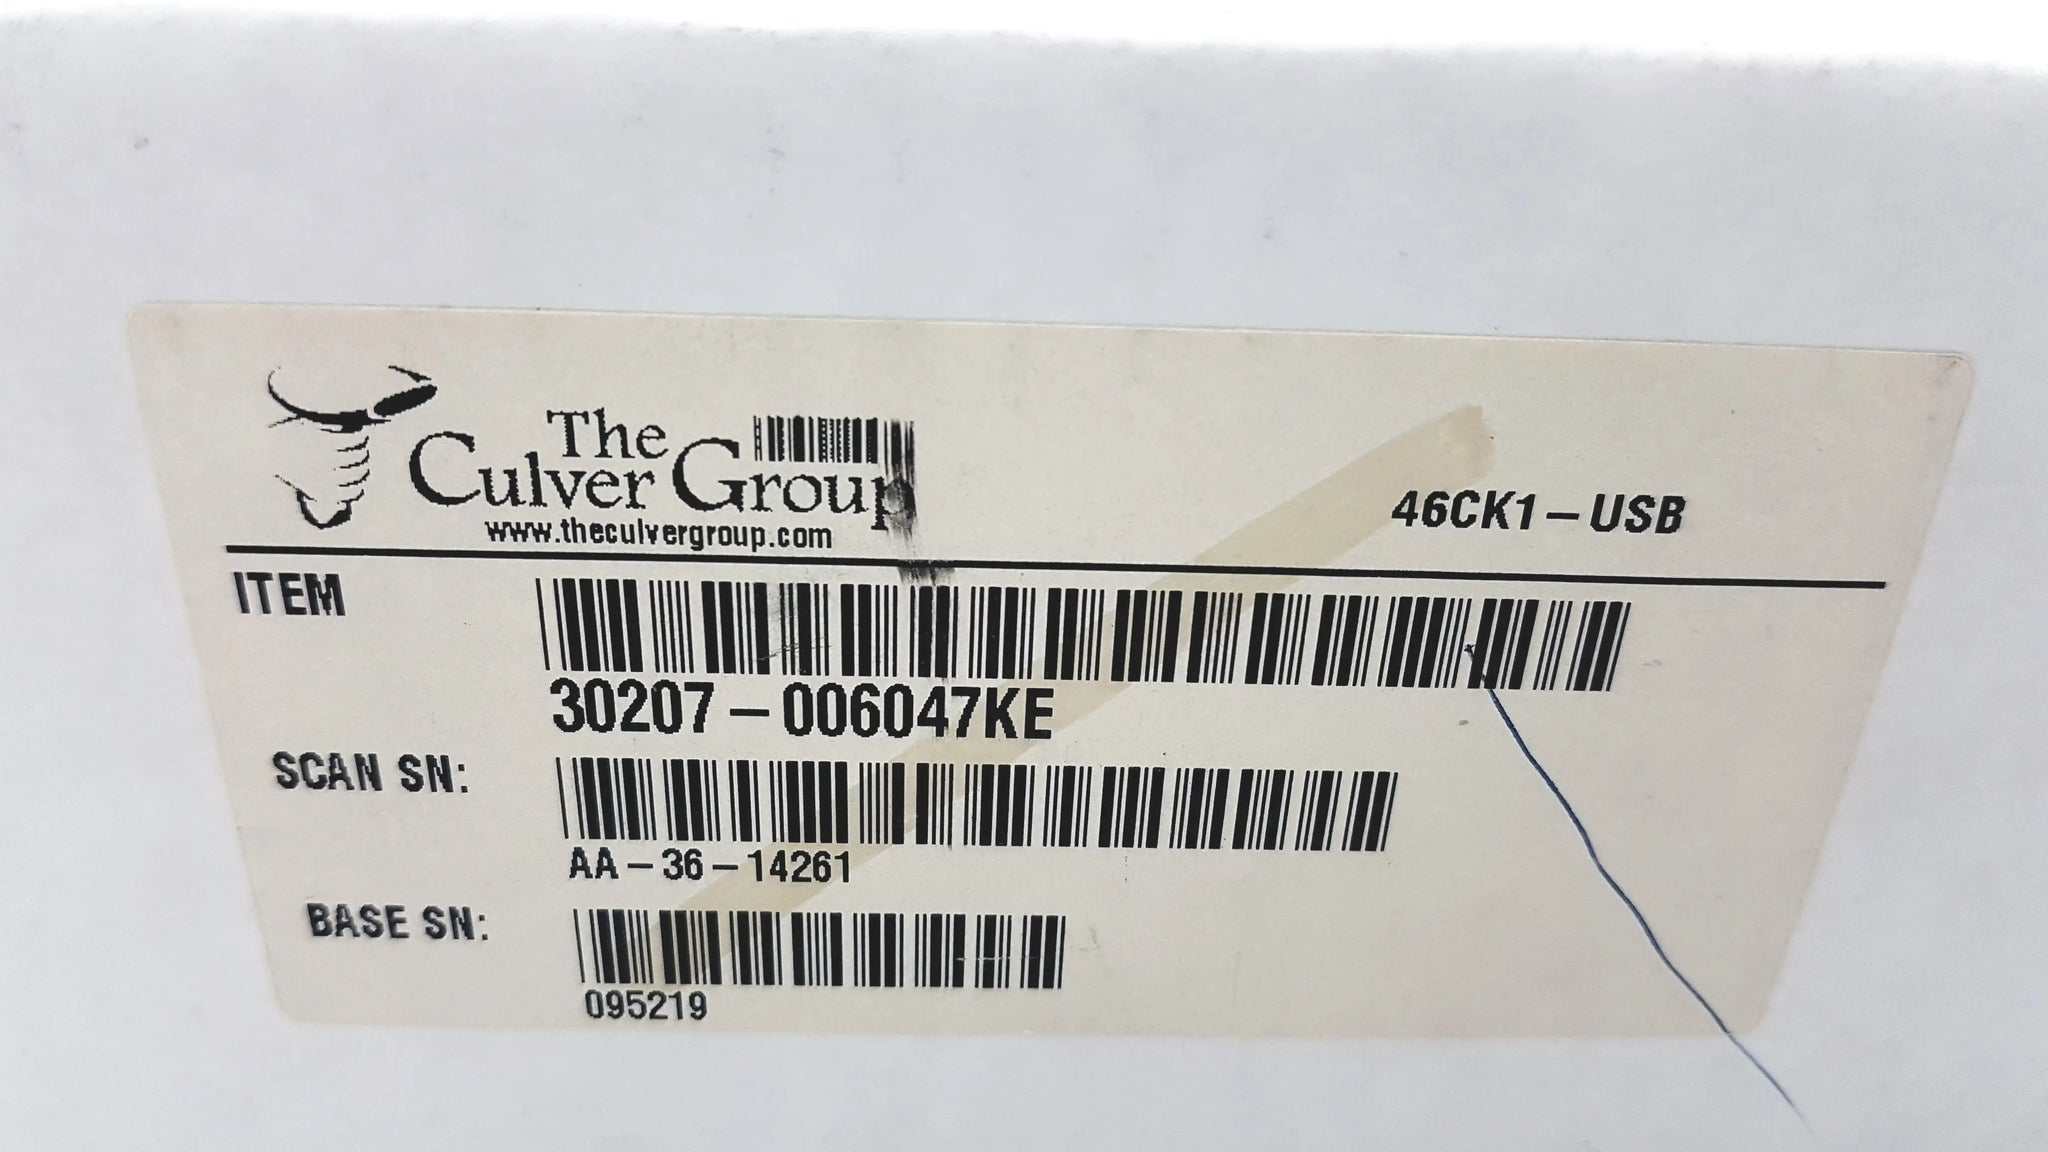 The
Culver Group
www.theculvergroup.com
46CK1-USB
ITEM
30207-006047KE
SCAN SN:
AA-36-14261
BASE SN:
095219